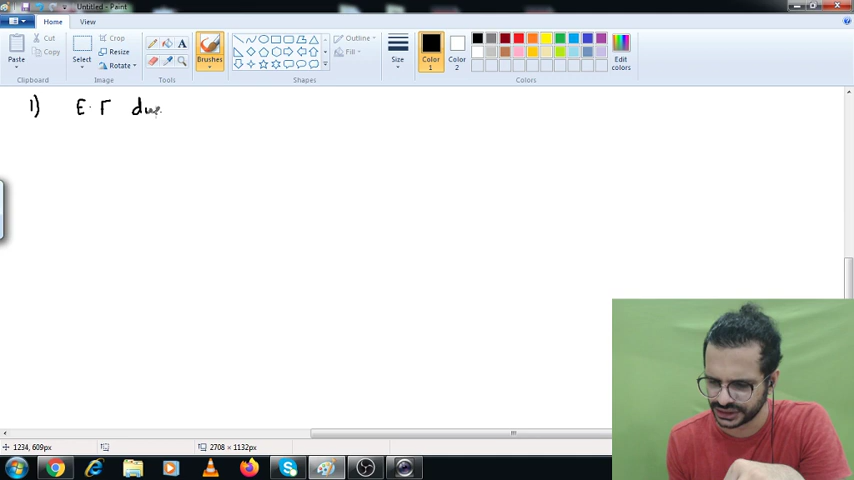 Untitled - Paint
Home View
Paste
Cut
Copy
Clipboard
Select
Crop
Resize
Rotate
Image
A
Tools
Brushes
Shapes
Outline
Fill
Size
Color 1
Color 2
Edit colors
Colors
1) E. F
1234, 609px
2708 × 1132px